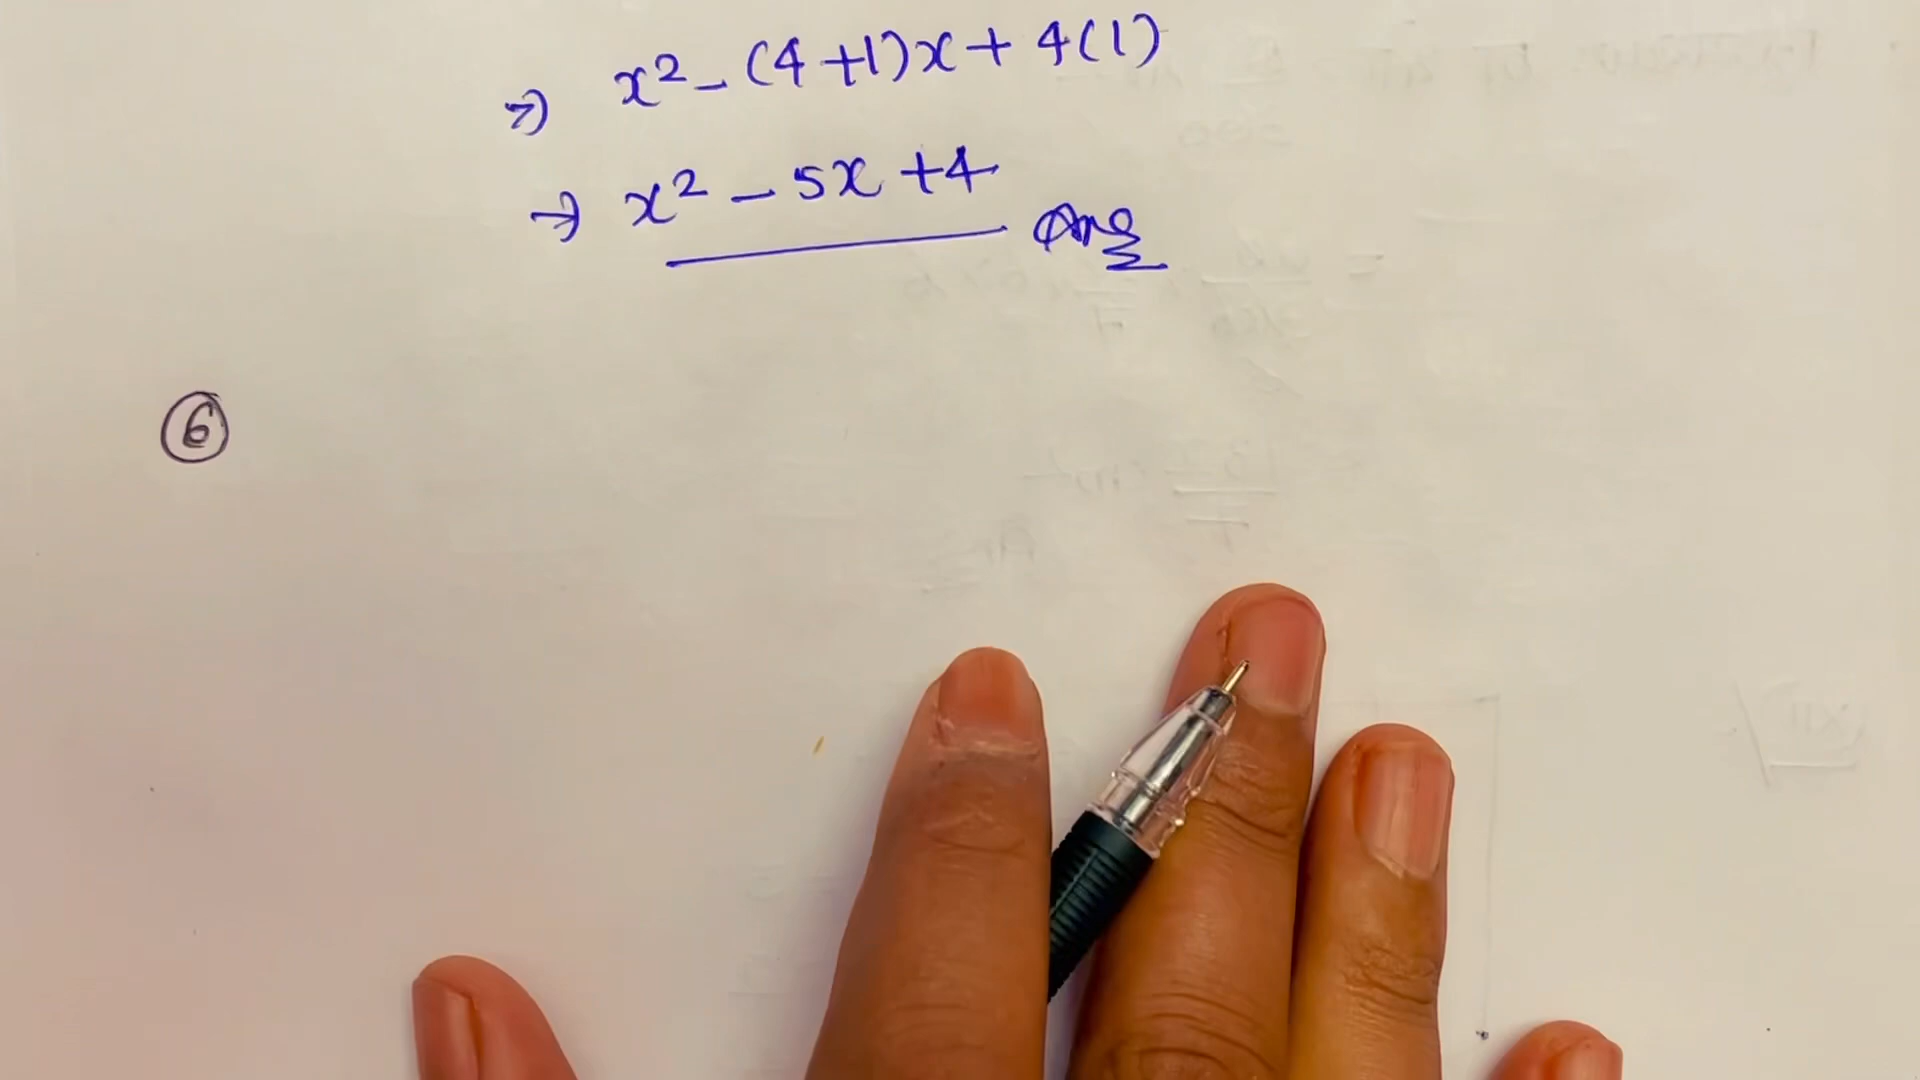 ⇒ x² - (4+1)x + 4(1)
⇒ x² - 5x + 4 Ans
⑥